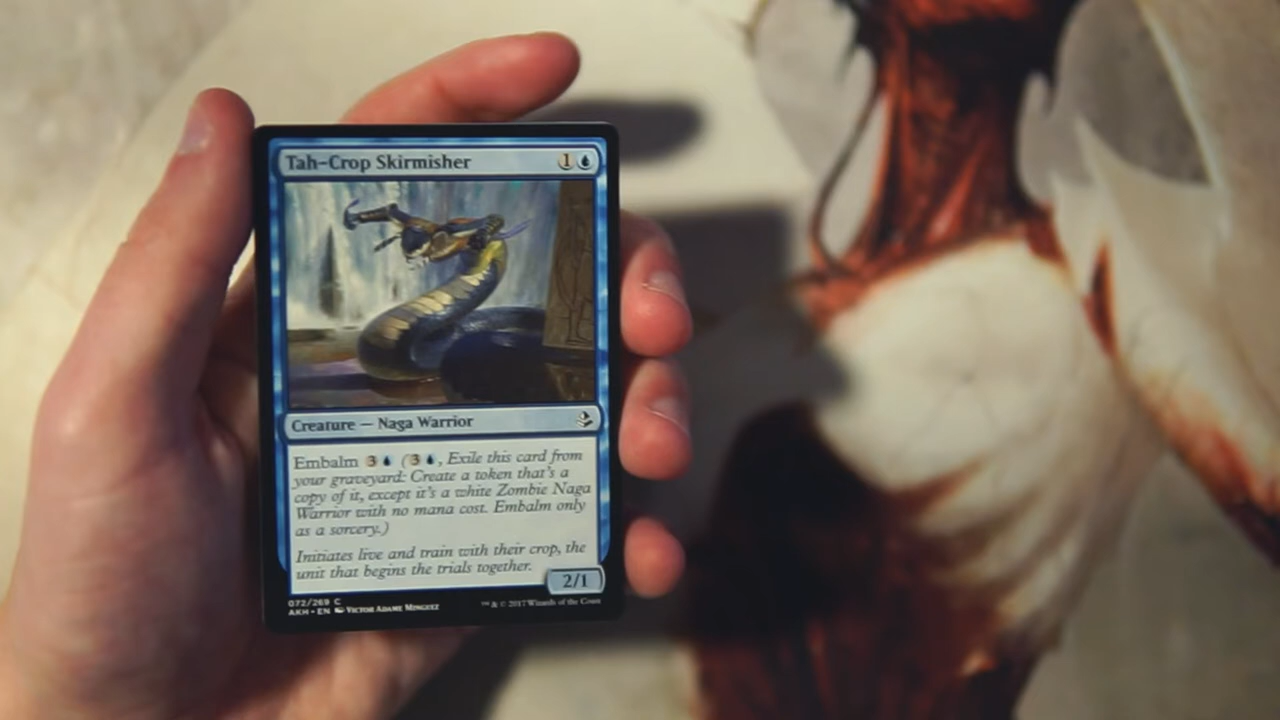 Tah-Crop Skirmisher 1
Creature — Naga Warrior
Embalm 3 (3, Exile this card from
your graveyard: Create a token that's a
copy of it, except it's a white Zombie Naga
Warrior with no mana cost. Embalm only
as a sorcery.)
Initiates live and train with their crop, the
unit that begins the trials together.
2/1
072/269 C
AKH • EN Victor Adame Minguez
™ & © 2017 Wizards of the Coast